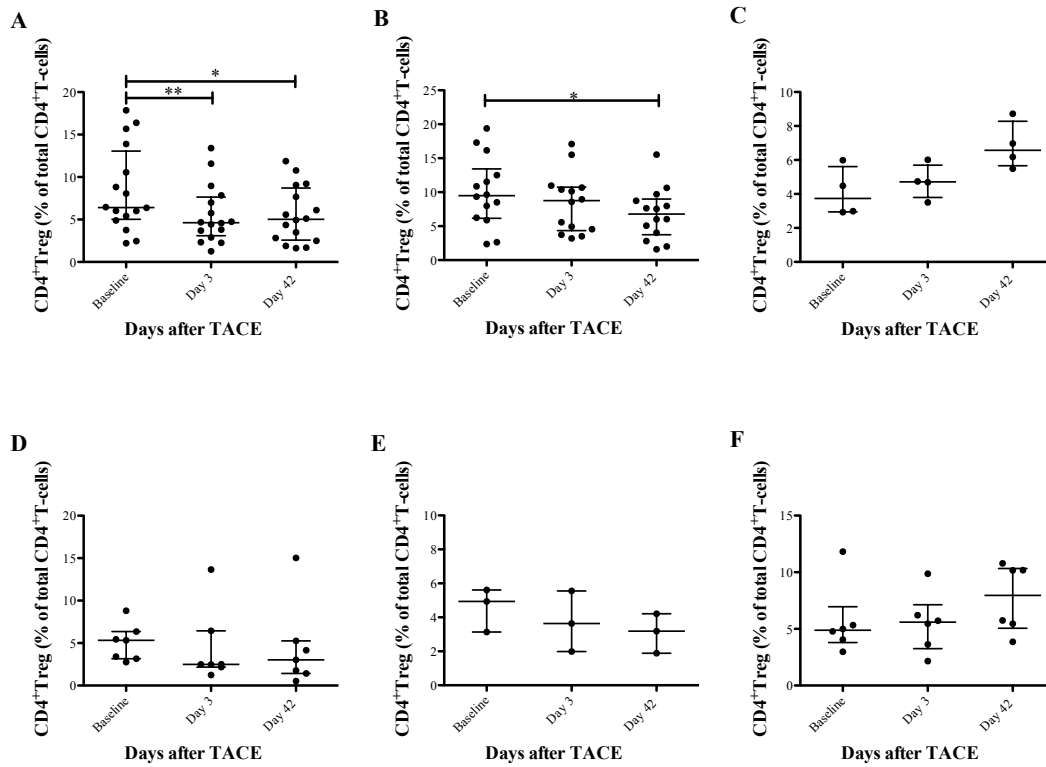 A
CD4+Treg (% of total CD4+T-cells)
*
**
20
15
10
5
0
Baseline
Day 3
Day 42
Days after TACE
B
CD4+Treg (% of total CD4+T-cells)
*
25
20
15
10
5
0
Baseline
Day 3
Day 42
Days after TACE
C
CD4+Treg (% of total CD4+T-cells)
10
8
6
4
2
0
Baseline
Day 3
Day 42
Days after TACE
D
CD4+Treg (% of total CD4+T-cells)
20
15
10
5
0
Baseline
Day 3
Day 42
Days after TACE
E
CD4+Treg (% of total CD4+T-cells)
10
8
6
4
2
0
Baseline
Day 3
Day 42
Days after TACE
F
CD4+Treg (% of total CD4+T-cells)
15
10
5
0
Baseline
Day 3
Day 42
Days after TACE